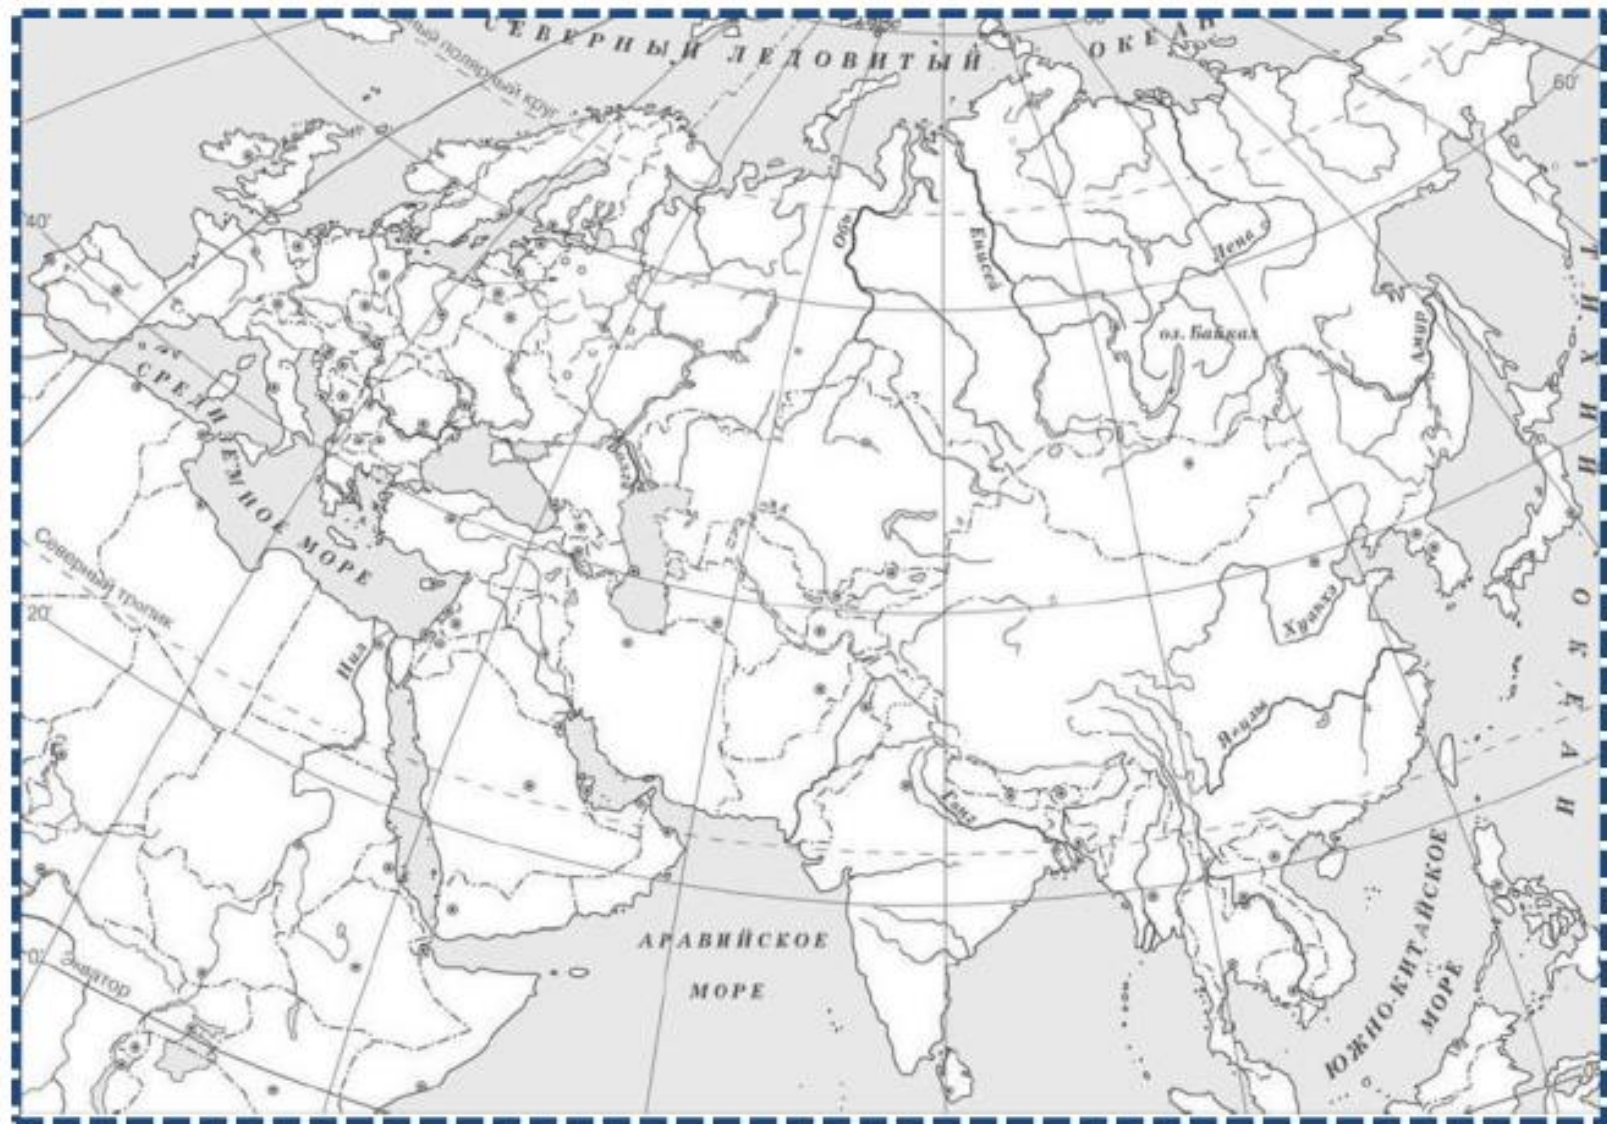 СЕВЕРНЫЙ ЛЕДОВИТЫЙ ОКЕАН
полярный круг
60°
40°
Обь
Енисей
Лена
оз. Байкал
Амур
ТИХИЙ ОКЕАН
СРЕДИЗЕМНОЕ МОРЕ
Северный тропик
20°
Нил
Хуанхэ
Янцзы
Ганг
АРАВИЙСКОЕ
МОРЕ
ЮЖНО-КИТАЙСКОЕ
МОРЕ
0°
Экватор